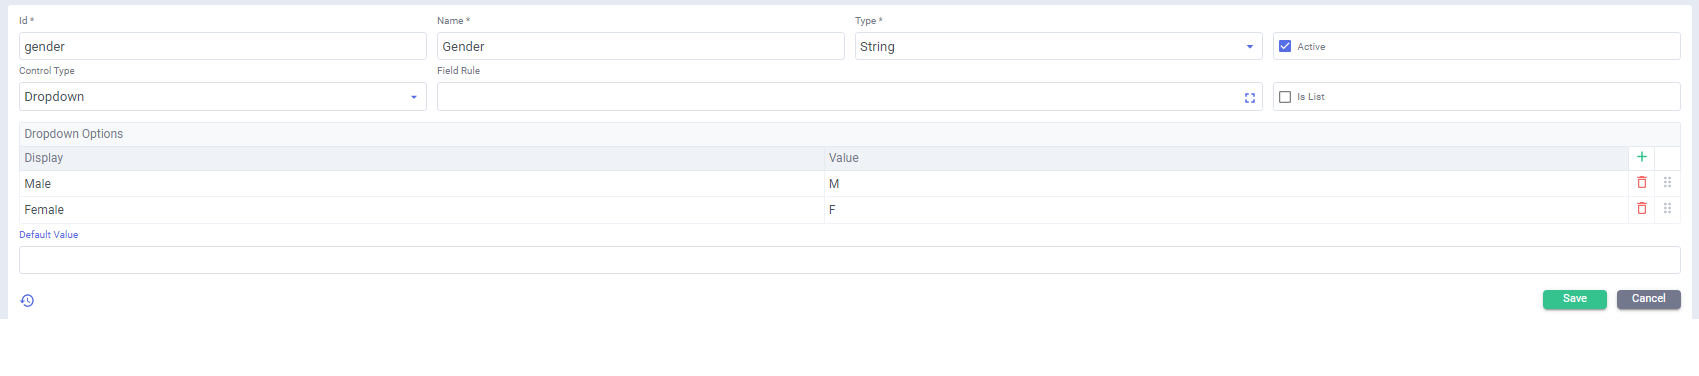 Id * Name * Type *
gender Gender String Active
Control Type Field Rule
Dropdown Is List
Dropdown Options
Display Value
Male M
Female F
Default Value
Save Cancel